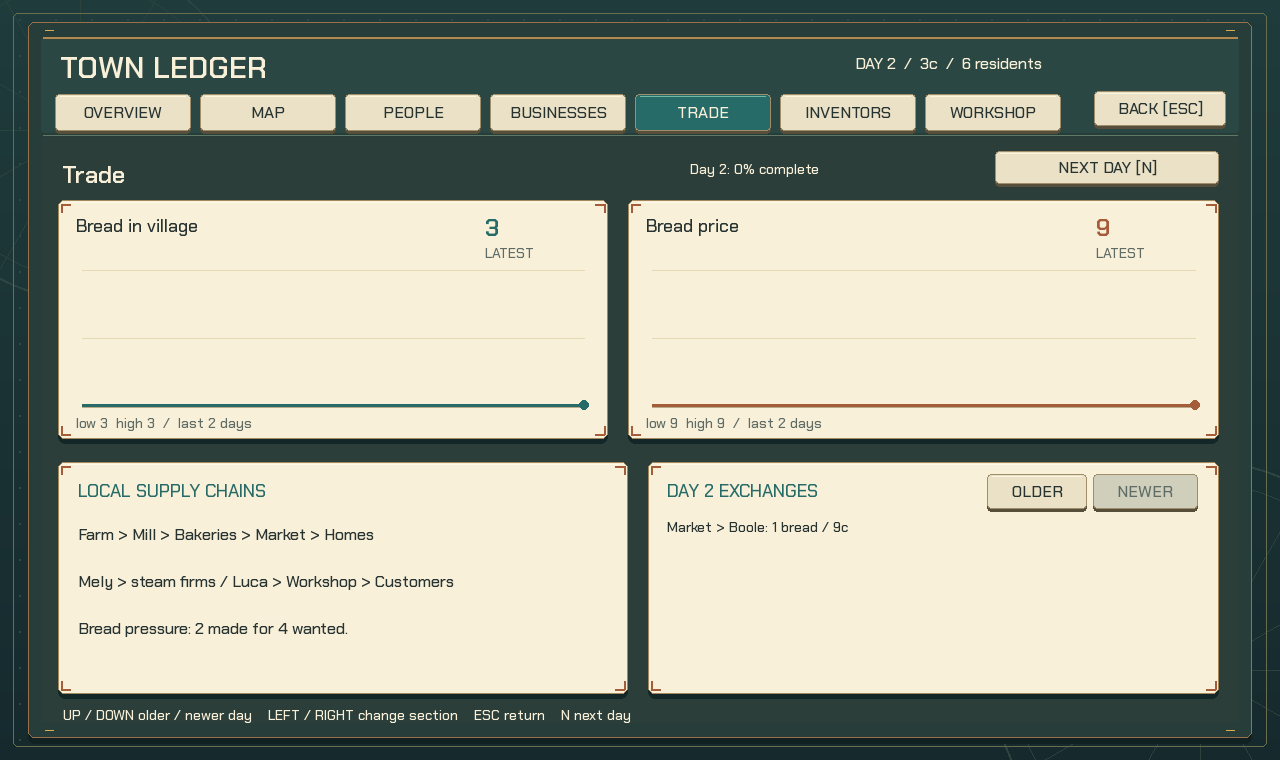 TOWN LEDGER
DAY 2 / 3c / 6 residents
OVERVIEW
MAP
PEOPLE
BUSINESSES
TRADE
INVENTORS
WORKSHOP
BACK [ESC]
Trade
Day 2: 0% complete
NEXT DAY [N]
Bread in village
3
LATEST
low 3 high 3 / last 2 days
Bread price
9
LATEST
low 9 high 9 / last 2 days
LOCAL SUPPLY CHAINS
Farm > Mill > Bakeries > Market > Homes
Mely > steam firms / Luca > Workshop > Customers
Bread pressure: 2 made for 4 wanted.
DAY 2 EXCHANGES
OLDER
NEWER
Market > Boole: 1 bread / 9c
UP / DOWN older / newer day LEFT / RIGHT change section ESC return N next day